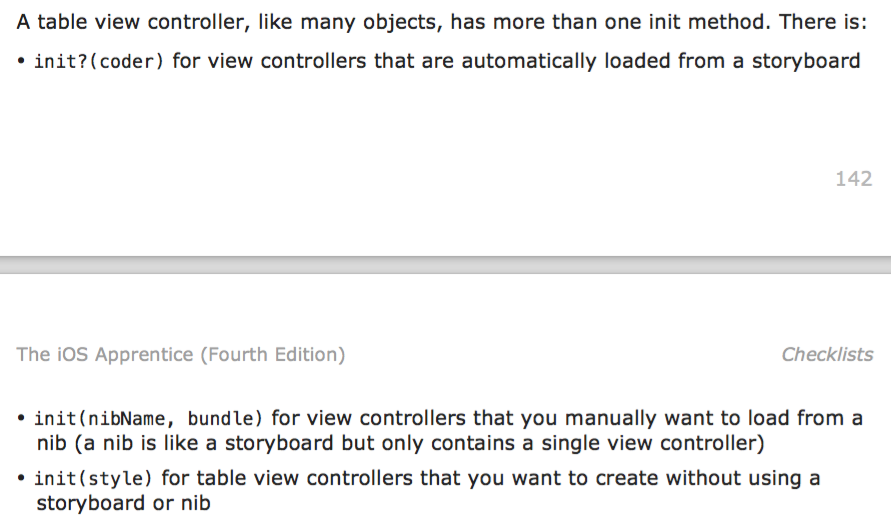 A table view controller, like many objects, has more than one init method. There is:
• init?(coder) for view controllers that are automatically loaded from a storyboard
142
The iOS Apprentice (Fourth Edition) Checklists
• init(nibName, bundle) for view controllers that you manually want to load from a
nib (a nib is like a storyboard but only contains a single view controller)
• init(style) for table view controllers that you want to create without using a
storyboard or nib